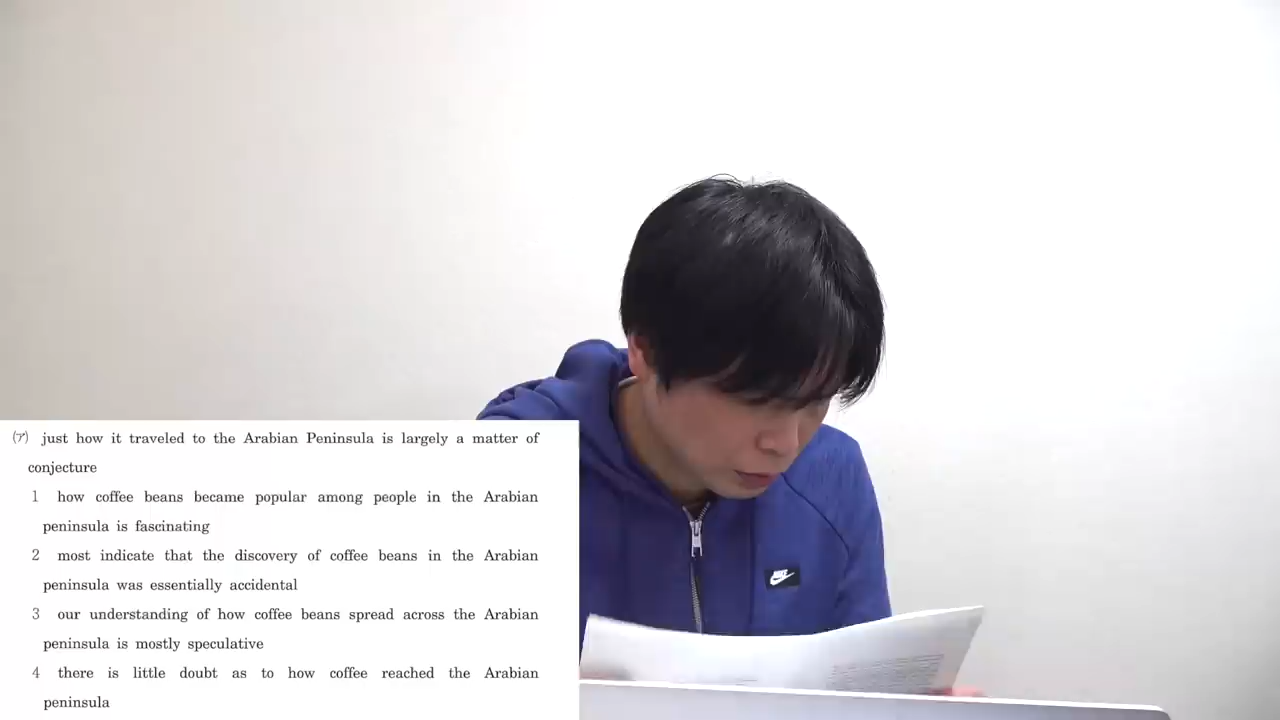 (ア) just how it traveled to the Arabian Peninsula is largely a matter of
conjecture
1 how coffee beans became popular among people in the Arabian
peninsula is fascinating
2 most indicate that the discovery of coffee beans in the Arabian
peninsula was essentially accidental
3 our understanding of how coffee beans spread across the Arabian
peninsula is mostly speculative
4 there is little doubt as to how coffee reached the Arabian
peninsula
NIKE